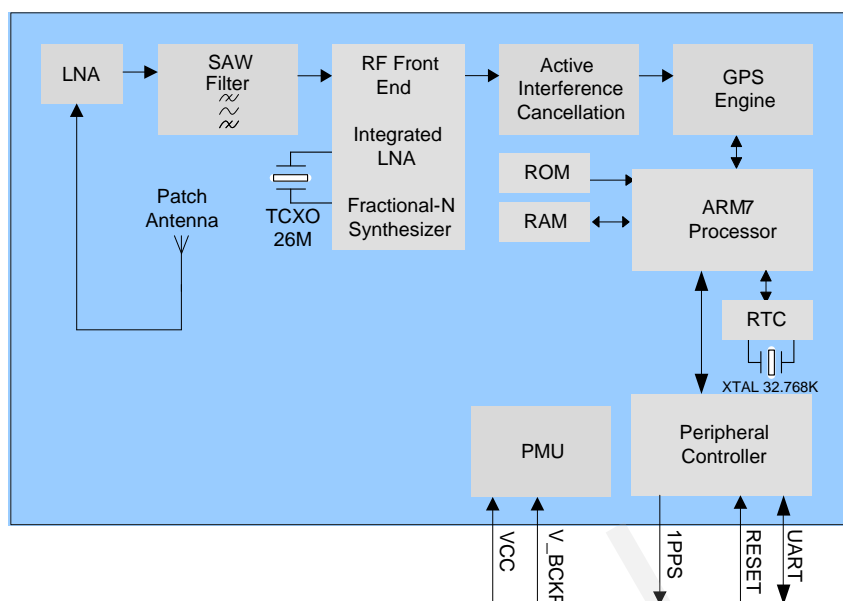 LNA
SAW
Filter
RF Front
End
Integrated
LNA
Fractional-N
Synthesizer
Active
Interference
Cancellation
GPS
Engine
TCXO
26M
Patch
Antenna
ROM
RAM
ARM7
Processor
RTC
XTAL 32.768K
PMU
Peripheral
Controller
VCC
1PPS
RESET
UART